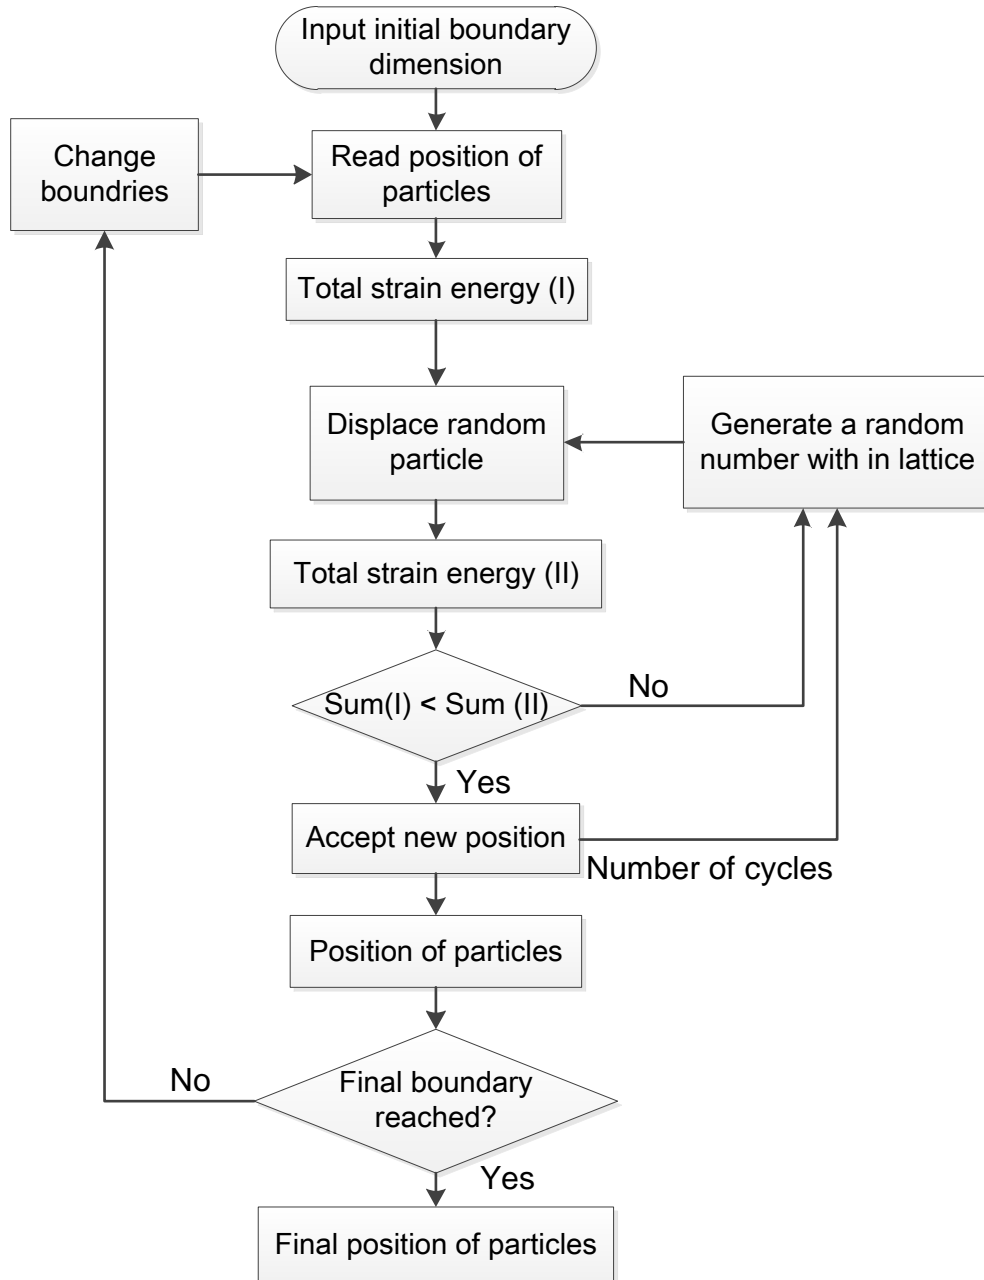 Input initial boundary
dimension
Change
boundries
Read position of
particles
Total strain energy (I)
Displace random
particle
Generate a random
number with in lattice
Total strain energy (II)
Sum(I) < Sum (II)
No
Yes
Accept new position
Number of cycles
Position of particles
No
Final boundary
reached?
Yes
Final position of particles